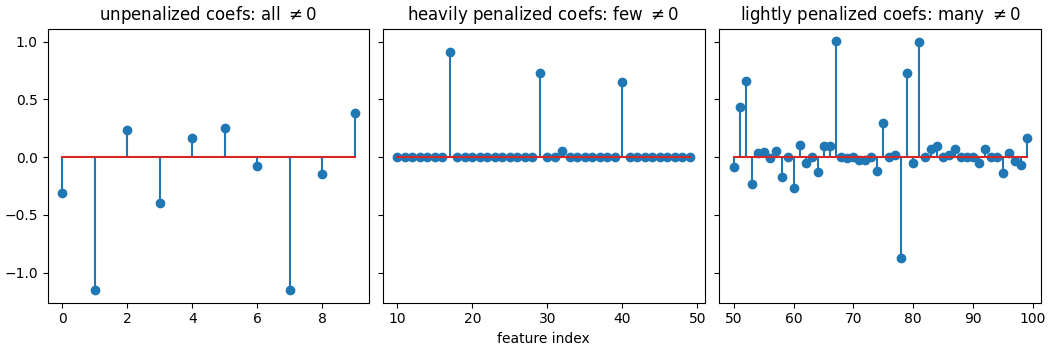 unpenalized coefs: all ≠0
heavily penalized coefs: few ≠0
lightly penalized coefs: many ≠0
1.0
0.5
0.0
−0.5
−1.0
0 2 4 6 8
10 20 30 40 50
50 60 70 80 90 100
feature index